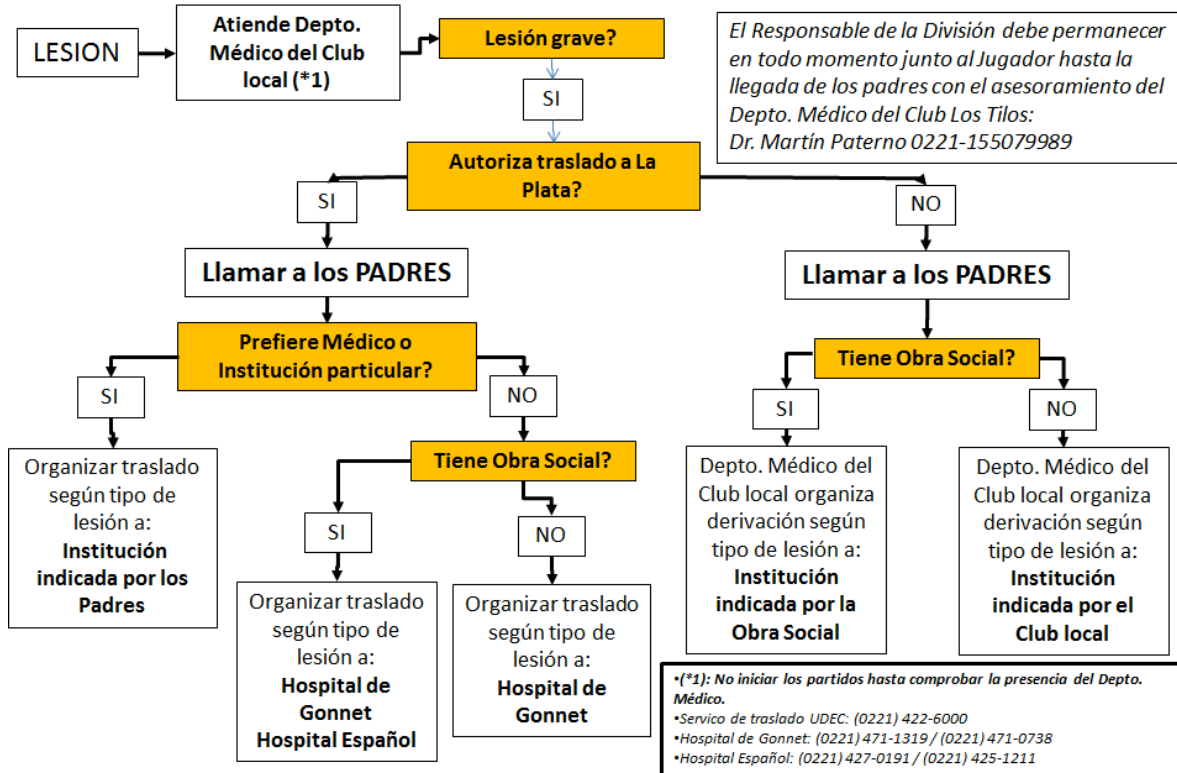 LESION
Atiende Depto.
Médico del Club
local (*1)
Lesión grave?
El Responsable de la División debe permanecer
en todo momento junto al Jugador hasta la
llegada de los padres con el asesoramiento del
Depto. Médico del Club Los Tilos:
Dr. Martín Paterno 0221-155079989
SI
Autoriza traslado a La
Plata?
SI
NO
Llamar a los PADRES
Llamar a los PADRES
Prefiere Médico o
Institución particular?
Tiene Obra Social?
SI
NO
SI
NO
Organizar traslado
según tipo de
lesión a:
Institución
indicada por los
Padres
Tiene Obra Social?
SI
NO
Organizar traslado
según tipo de
lesión a:
Hospital de
Gonnet
Hospital Español
Organizar traslado
según tipo de
lesión a:
Hospital de
Gonnet
Depto. Médico del
Club local organiza
derivación según
tipo de lesión a:
Institución
indicada por la
Obra Social
Depto. Médico del
Club local organiza
derivación según
tipo de lesión a:
Institución
indicada por el
Club local
•(*1): No iniciar los partidos hasta comprobar la presencia del Depto.
Médico.
•Servico de traslado UDEC: (0221) 422-6000
•Hospital de Gonnet: (0221) 471-1319 / (0221) 471-0738
•Hospital Español: (0221) 427-0191 / (0221) 425-1211